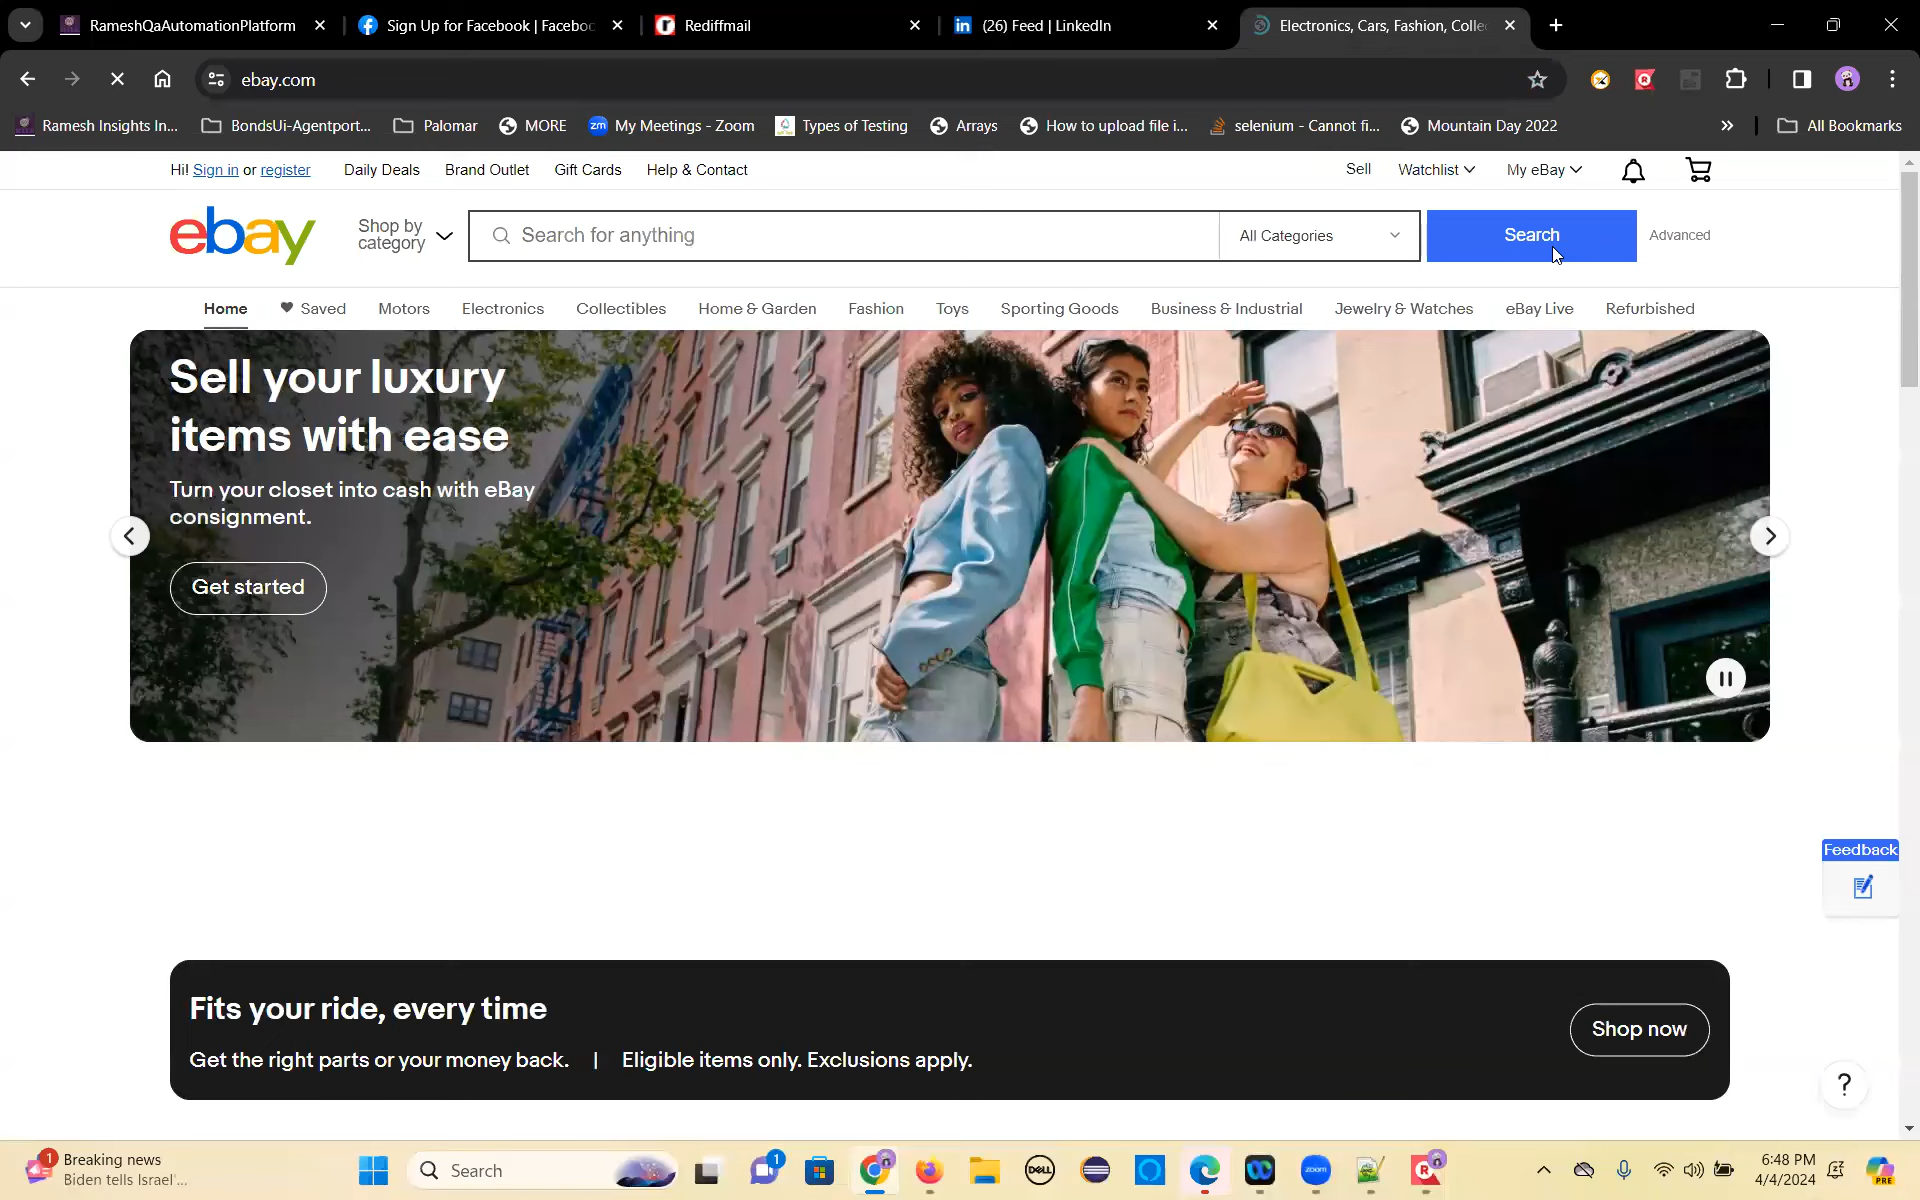 RameshQaAutomationPlatform
Sign Up for Facebook | Faceboo
Rediffmail
(26) Feed | LinkedIn
Electronics, Cars, Fashion, Colle
ebay.com
Ramesh Insights In...
BondsUi-Agentport...
Palomar
MORE
zm My Meetings - Zoom
Types of Testing
Arrays
How to upload file i...
selenium - Cannot fi...
Mountain Day 2022
All Bookmarks
Hi! Sign in or register
Daily Deals
Brand Outlet
Gift Cards
Help & Contact
Sell
Watchlist
My eBay
ebay
Shop by
category
Search for anything
All Categories
Search
Advanced
Home
Saved
Motors
Electronics
Collectibles
Home & Garden
Fashion
Toys
Sporting Goods
Business & Industrial
Jewelry & Watches
eBay Live
Refurbished
Sell your luxury
items with ease
Turn your closet into cash with eBay
consignment.
Get started
Feedback
Fits your ride, every time
Get the right parts or your money back. | Eligible items only. Exclusions apply.
Shop now
?
1
Breaking news
Biden tells Israel'...
Search
1
DELL
zoom
R
6:48 PM
4/4/2024
PRE